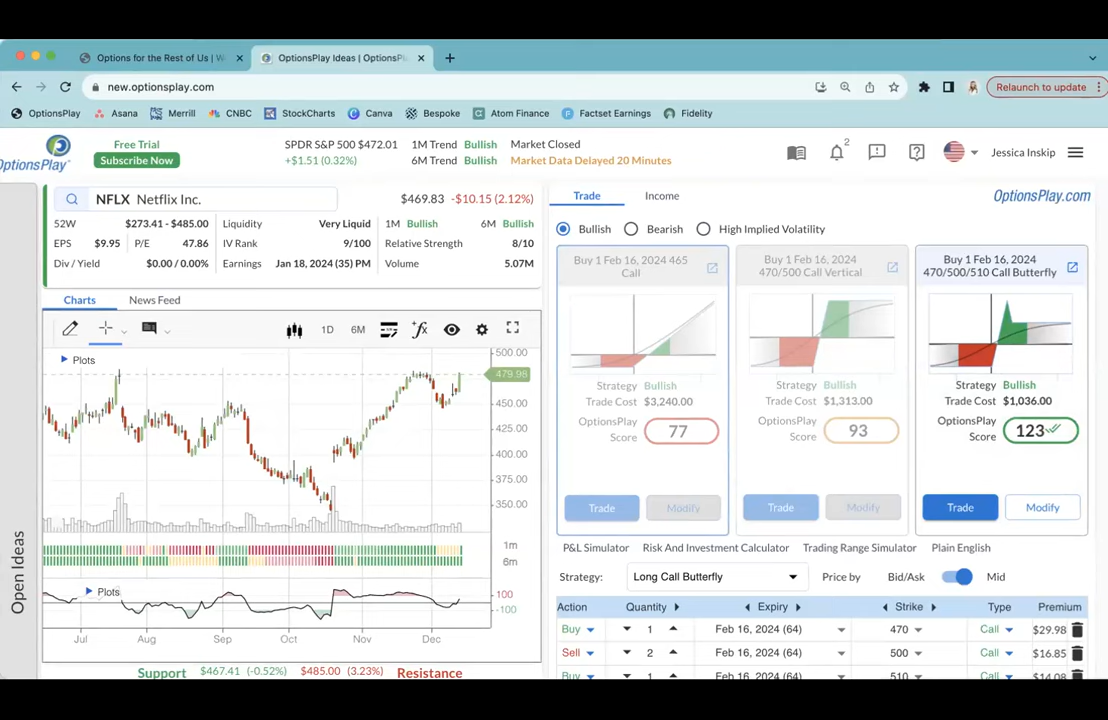 Options for the Rest of Us | W
OptionsPlay Ideas | OptionsPl
new.optionsplay.com
Relaunch to update
OptionsPlay
Asana
Merrill
CNBC
StockCharts
Canva
Bespoke
Atom Finance
Factset Earnings
Fidelity
OptionsPlay
Free Trial
Subscribe Now
SPDR S&P 500 $472.01 1M Trend Bullish Market Closed
+$1.51 (0.32%) 6M Trend Bullish Market Data Delayed 20 Minutes
2
Jessica Inskip
NFLX Netflix Inc.
$469.83 -$10.15 (2.12%)
52W $273.41 - $485.00 Liquidity Very Liquid 1M Bullish 6M Bullish
EPS $9.95 P/E 47.86 IV Rank 9/100 Relative Strength 8/10
Div / Yield $0.00 / 0.00% Earnings Jan 18, 2024 (35) PM Volume 5.07M
Charts News Feed
1D 6M
Plots
500.00
479.98
450.00
425.00
400.00
375.00
350.00
1m
6m
Plots
100
-100
Jul Aug Sep Oct Nov Dec
Support $467.41 (-0.52%) $485.00 (3.23%) Resistance
Open Ideas
Trade Income
OptionsPlay.com
Bullish Bearish High Implied Volatility
Buy 1 Feb 16, 2024 465
Call
Strategy Bullish
Trade Cost $3,240.00
OptionsPlay
Score
77
Trade Modify
Buy 1 Feb 16, 2024
470/500 Call Vertical
Strategy Bullish
Trade Cost $1,313.00
OptionsPlay
Score
93
Trade Modify
Buy 1 Feb 16, 2024
470/500/510 Call Butterfly
Strategy Bullish
Trade Cost $1,036.00
OptionsPlay
Score
123
Trade Modify
P&L Simulator Risk And Investment Calculator Trading Range Simulator Plain English
Strategy: Long Call Butterfly Price by Bid/Ask Mid
Action Quantity Expiry Strike Type Premium
Buy 1 Feb 16, 2024 (64) 470 Call $29.98
Sell 2 Feb 16, 2024 (64) 500 Call $16.85
Buy 1 Feb 16, 2024 (64) 510 Call $14.08